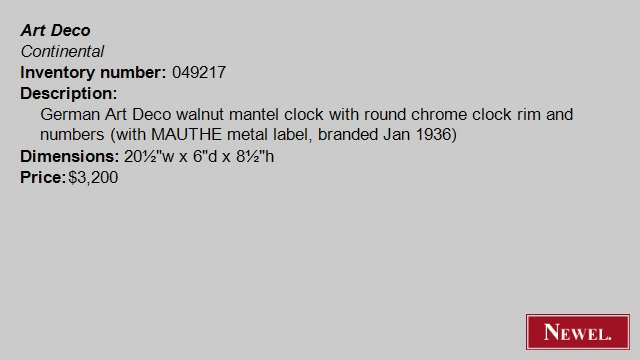 Art Deco
Continental
Inventory number: 049217
Description:
German Art Deco walnut mantel clock with round chrome clock rim and
numbers (with MAUTHE metal label, branded Jan 1936)
Dimensions: 20½"w x 6"d x 8½"h
Price:$3,200
NEWEL.